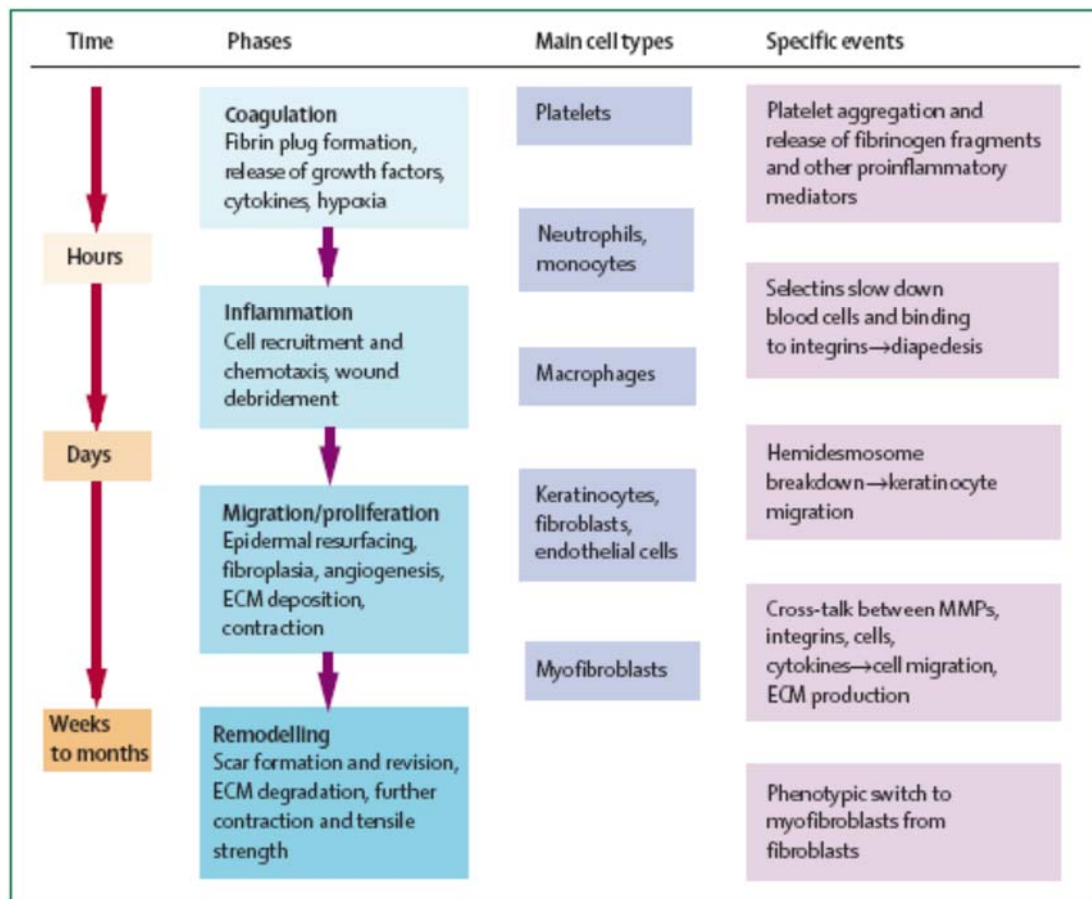 Time
Phases
Main cell types
Specific events
Hours
Days
Weeks
to months
Coagulation
Fibrin plug formation,
release of growth factors,
cytokines, hypoxia
Inflammation
Cell recruitment and
chemotaxis, wound
debridement
Migration/proliferation
Epidermal resurfacing,
fibroplasia, angiogenesis,
ECM deposition,
contraction
Remodelling
Scar formation and revision,
ECM degradation, further
contraction and tensile
strength
Platelets
Neutrophils,
monocytes
Macrophages
Keratinocytes,
fibroblasts,
endothelial cells
Myofibroblasts
Platelet aggregation and
release of fibrinogen fragments
and other proinflammatory
mediators
Selectins slow down
blood cells and binding
to integrins→diapedesis
Hemidesmosome
breakdown→keratinocyte
migration
Cross-talk between MMPs,
integrins, cells,
cytokines→cell migration,
ECM production
Phenotypic switch to
myofibroblasts from
fibroblasts